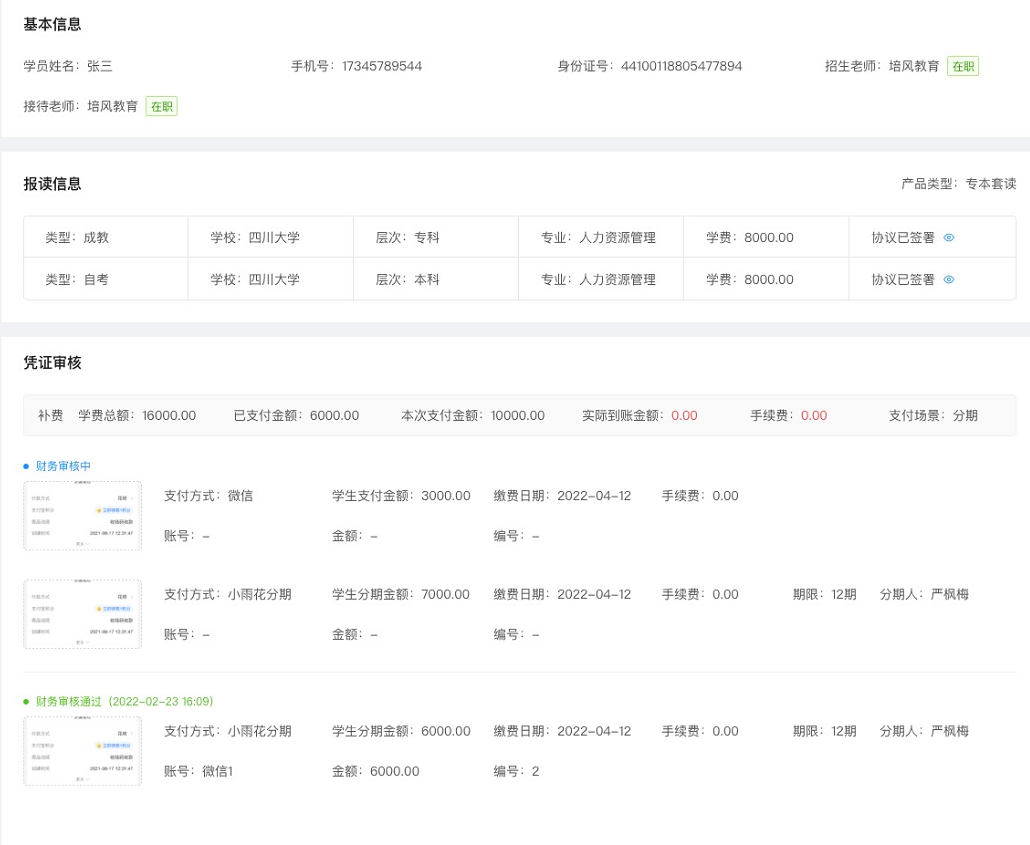 基本信息
学员姓名：张三 手机号：17345789544 身份证号：44100118805477894 招生老师：培风教育 在职
接待老师：培风教育 在职
报读信息 产品类型：专本套读
类型：成教 学校：四川大学 层次：专科 专业：人力资源管理 学费：8000.00 协议已签署
类型：自考 学校：四川大学 层次：本科 专业：人力资源管理 学费：8000.00 协议已签署
凭证审核
补费 学费总额：16000.00 已支付金额：6000.00 本次支付金额：10000.00 实际到账金额：0.00 手续费：0.00 支付场景：分期
财务审核中
支付方式：微信 学生支付金额：3000.00 缴费日期：2022-04-12 手续费：0.00
账号：- 金额：- 编号：-
支付方式：小雨花分期 学生分期金额：7000.00 缴费日期：2022-04-12 手续费：0.00 期限：12期 分期人：严枫梅
账号：- 金额：- 编号：-
财务审核通过（2022-02-23 16:09）
支付方式：小雨花分期 学生分期金额：6000.00 缴费日期：2022-04-12 手续费：0.00 期限：12期 分期人：严枫梅
账号：微信1 金额：6000.00 编号：2